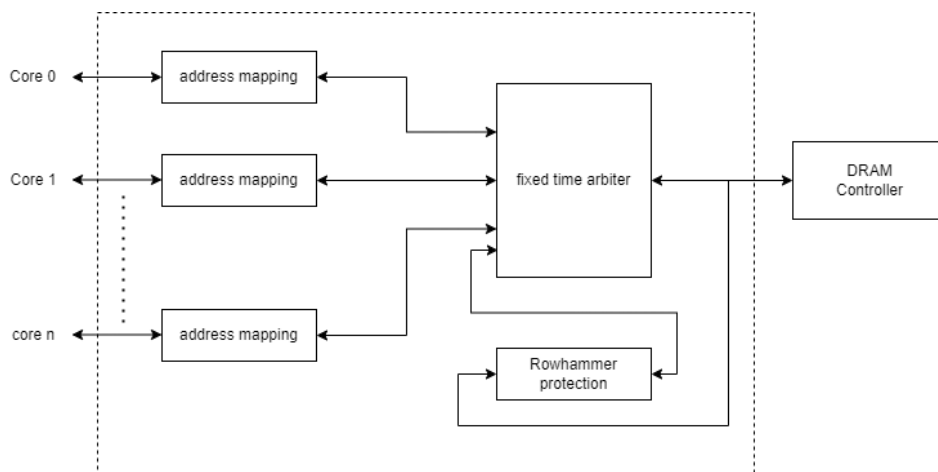 Core 0
address mapping
Core 1
address mapping
fixed time arbiter
DRAM
Controller
core n
address mapping
Rowhammer
protection